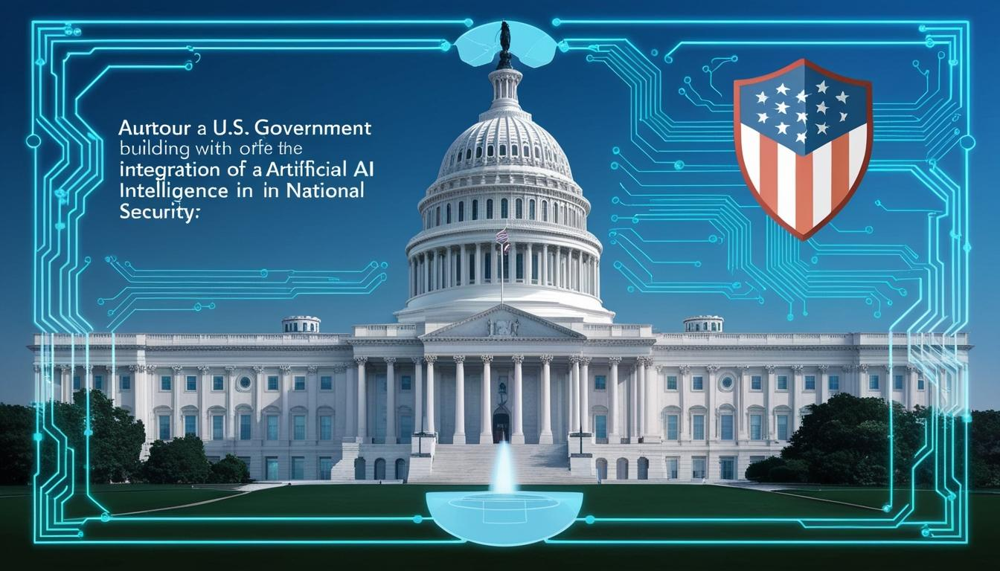 Aurtour a U.S. Government
building with orfe the
integration of a Artificial AI
Intelligence in in National
Security: